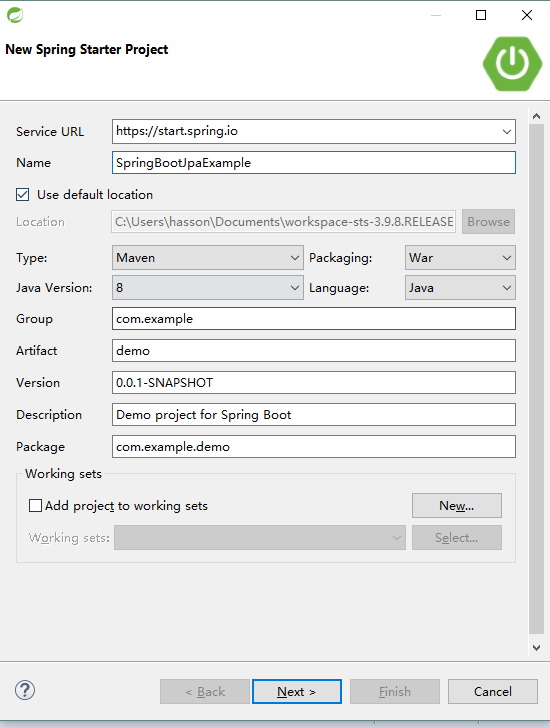 New Spring Starter Project
Service URL https://start.spring.io
Name SpringBootJpaExample
Use default location
Location C:\Users\hasson\Documents\workspace-sts-3.9.8.RELEASE Browse
Type: Maven Packaging: War
Java Version: 8 Language: Java
Group com.example
Artifact demo
Version 0.0.1-SNAPSHOT
Description Demo project for Spring Boot
Package com.example.demo
Working sets
Add project to working sets New...
Working sets: Select...
? < Back Next > Finish Cancel